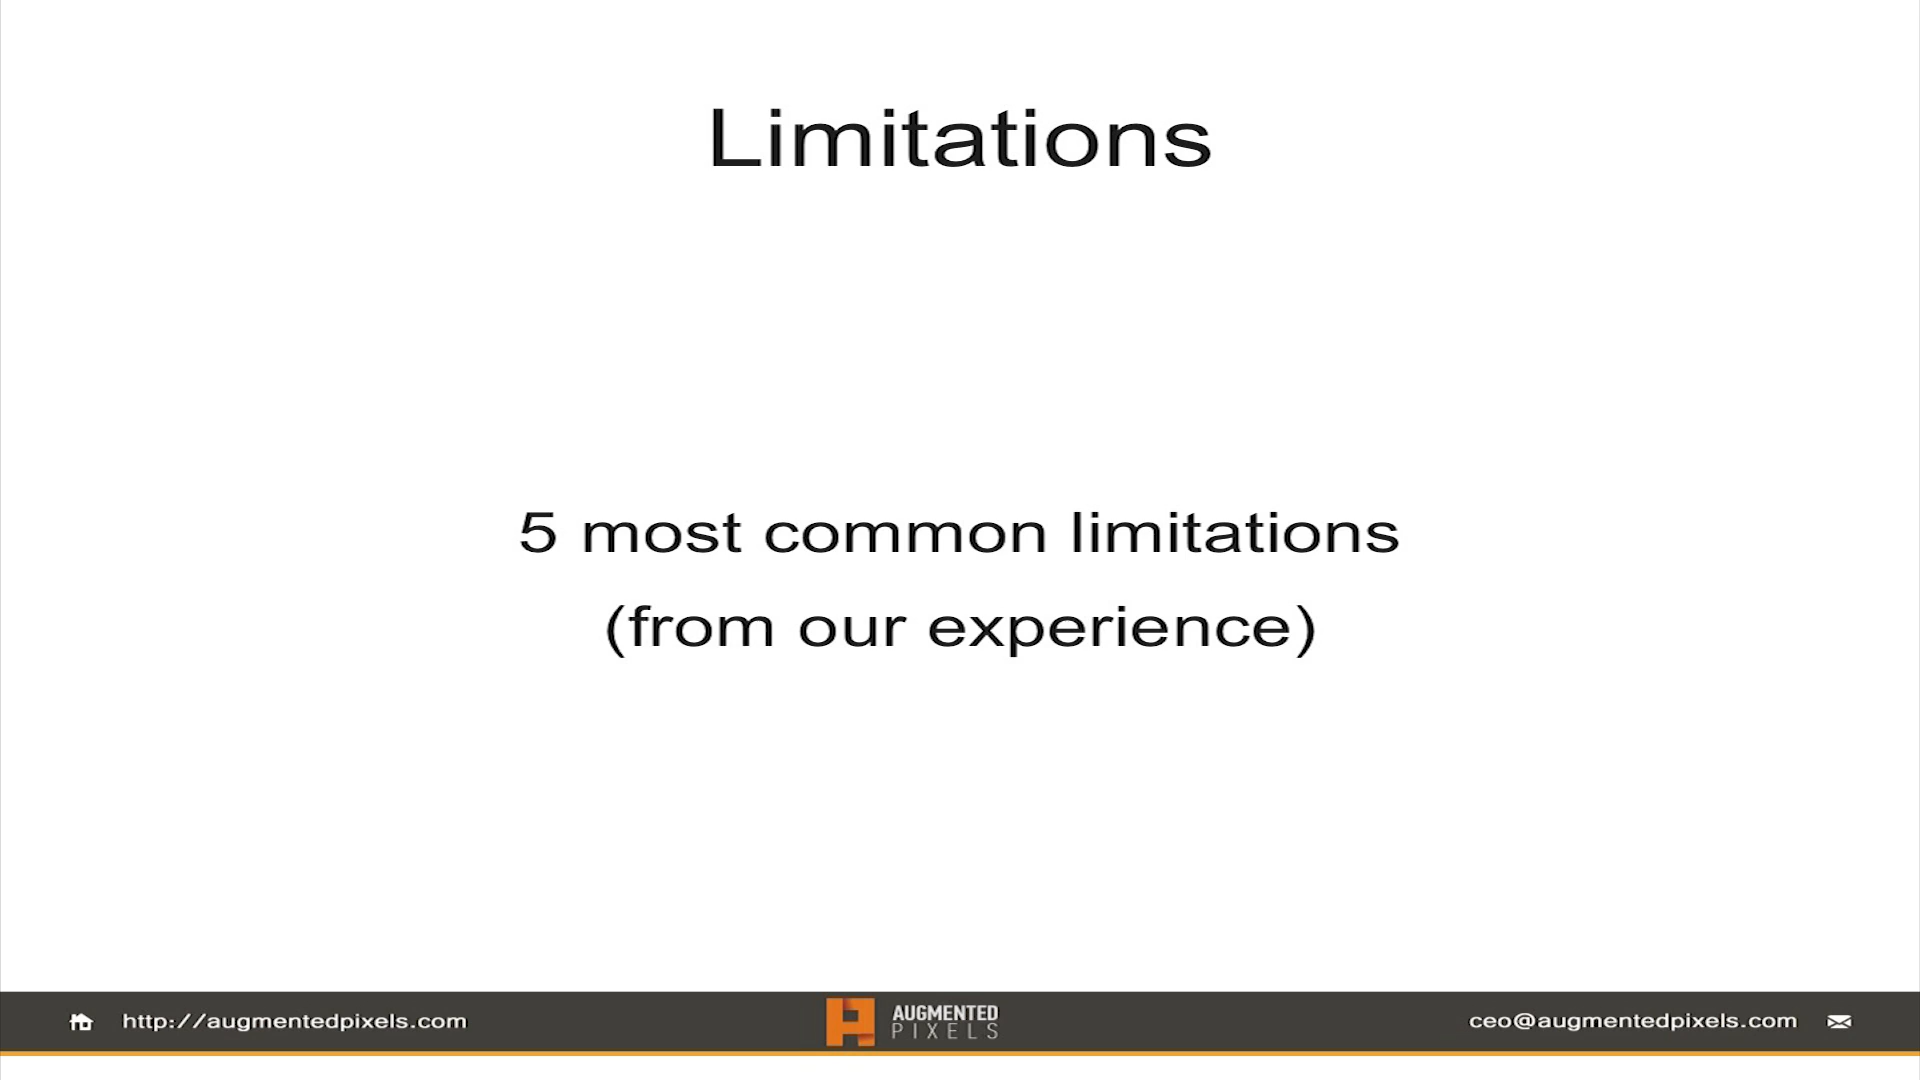 Limitations
5 most common limitations
(from our experience)
http://augmentedpixels.com
AUGMENTED
PIXELS
ceo@augmentedpixels.com